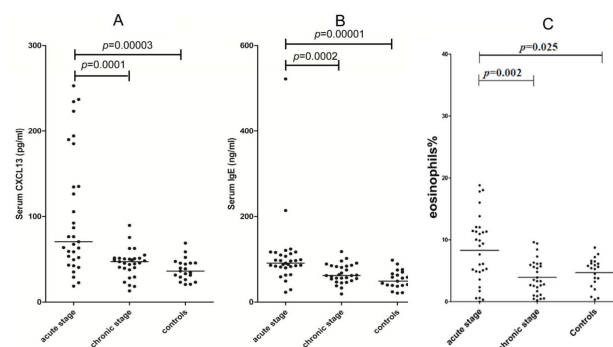 A
p=0.00003
p=0.0001
300
200
100
0
Serum CXCL13 (pg/ml)
acute stage
chronic stage
controls
B
p=0.00001
p=0.0002
600
400
200
0
Serum IgE (ng/ml)
acute stage
chronic stage
controls
C
p=0.025
p=0.002
40
30
20
10
0
eosinophils%
acute stage
chronic stage
controls